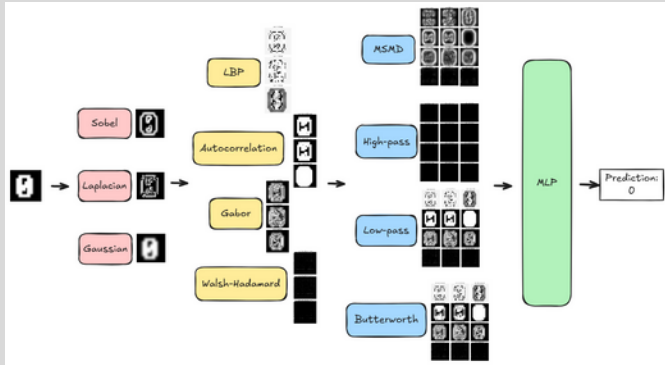 Sobel
Laplacian
Gaussian
LBP
Autocorrelation
Gabor
Walsh-Hadamard
MSMD
High-pass
Low-pass
Butterworth
MLP
Prediction:
0